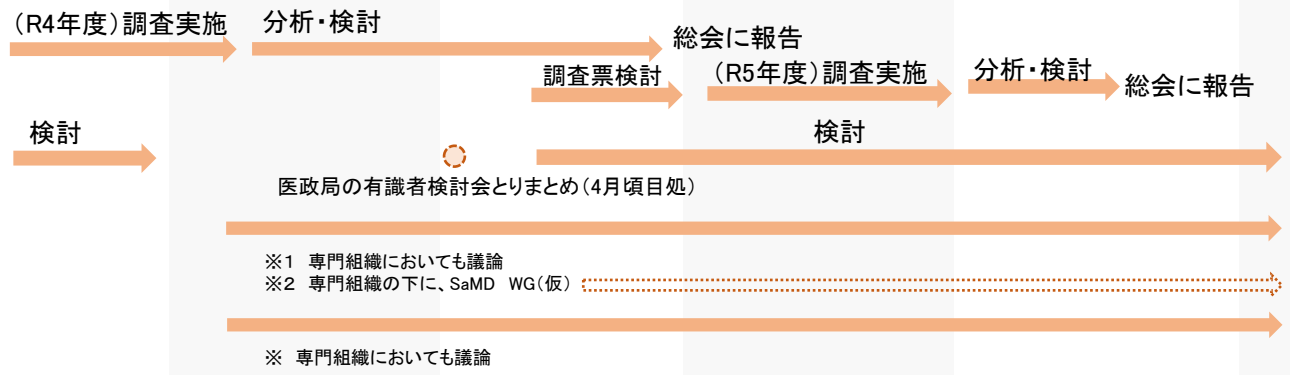 （R4年度）調査実施
分析・検討
総会に報告
調査票検討
（R5年度）調査実施
分析・検討
総会に報告
検討
検討
医政局の有識者検討会とりまとめ（4月頃目処）
※１　専門組織においても議論
※２　専門組織の下に、SaMD　WG（仮）
※　専門組織においても議論